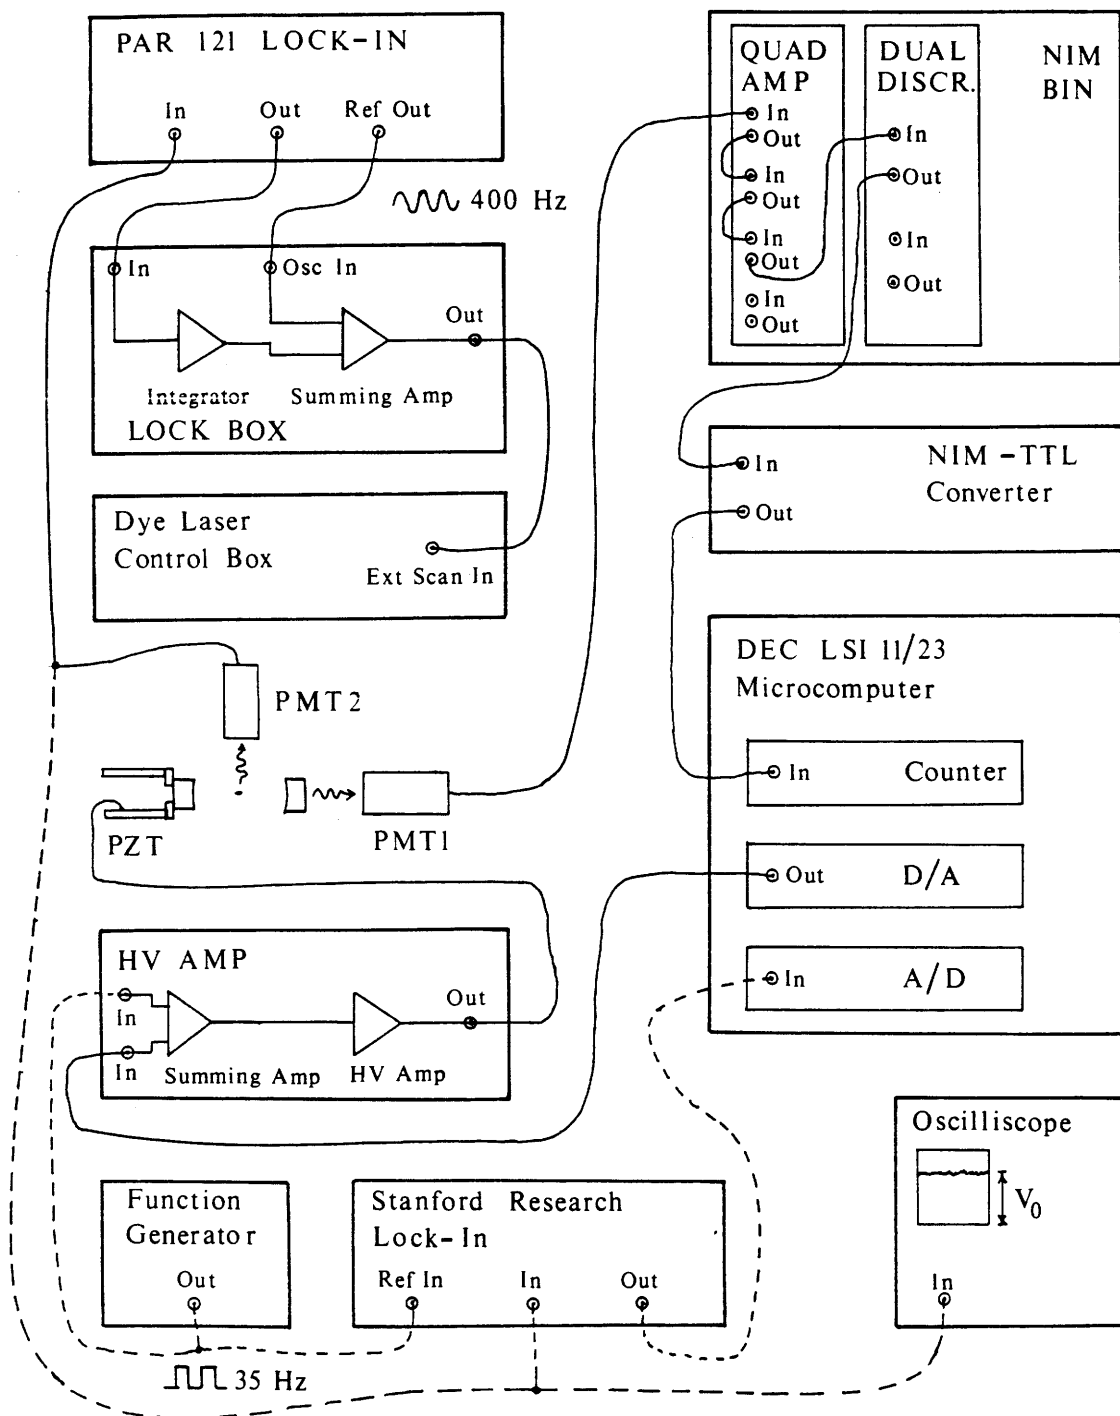 PAR 121 LOCK-IN
In
Out
Ref Out
400 Hz
In
Osc In
Out
Integrator
Summing Amp
LOCK BOX
Dye Laser
Control Box
Ext Scan In
PMT2
PZT
PMT1
HV AMP
In
In
Out
Summing Amp
HV Amp
Function
Generator
Out
35 Hz
Stanford Research
Lock-In
Ref In
In
Out
QUAD
AMP
In
Out
In
Out
In
Out
In
Out
DUAL
DISCR.
In
Out
In
Out
NIM
BIN
In
Out
NIM-TTL
Converter
DEC LSI 11/23
Microcomputer
In
Counter
Out
D/A
In
A/D
Oscilliscope
V0
In